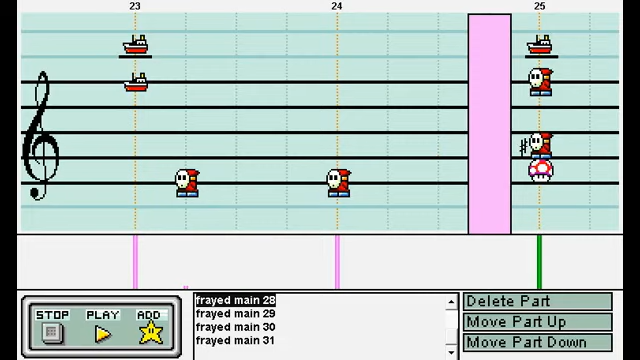 23 24 25
#
STOP PLAY ADD
frayed main 28
frayed main 29
frayed main 30
frayed main 31
Delete Part
Move Part Up
Move Part Down